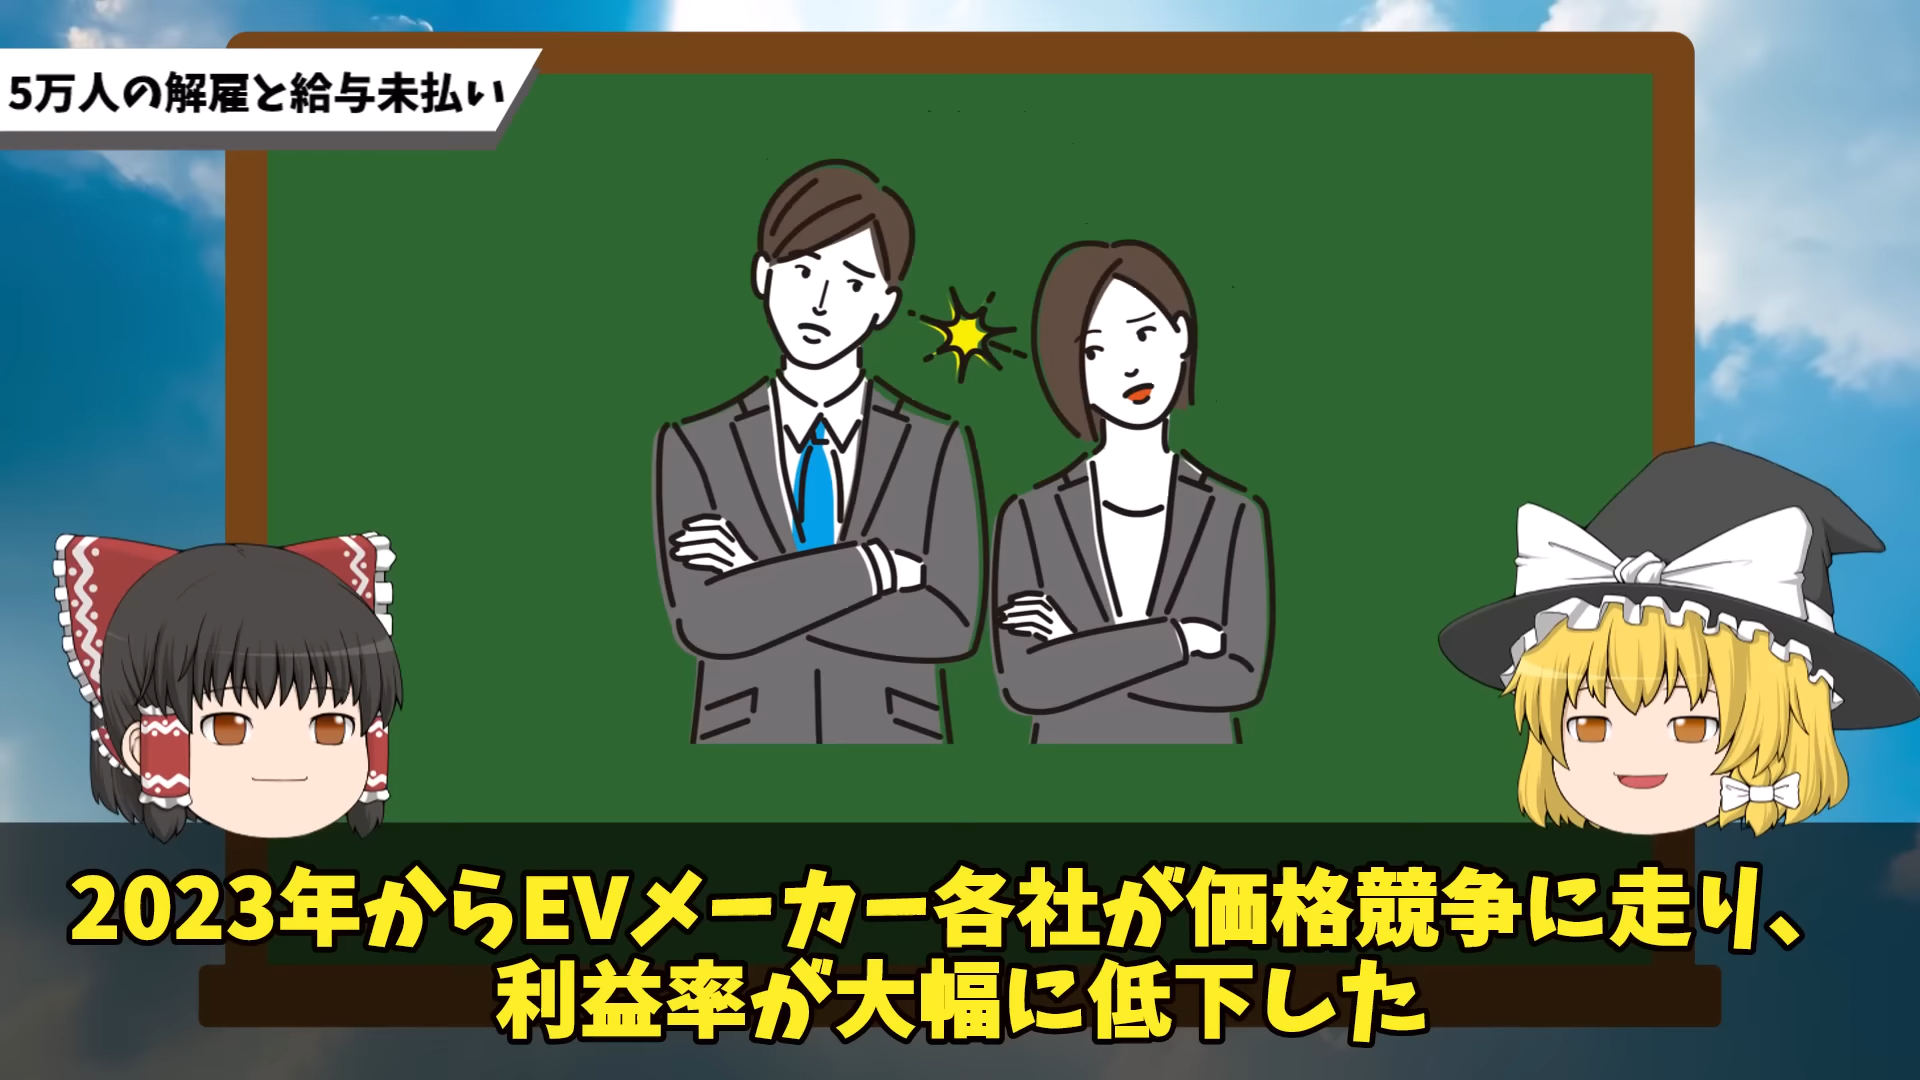 5万人の解雇と給与未払い
2023年からEVメーカー各社が価格競争に走り、
利益率が大幅に低下した